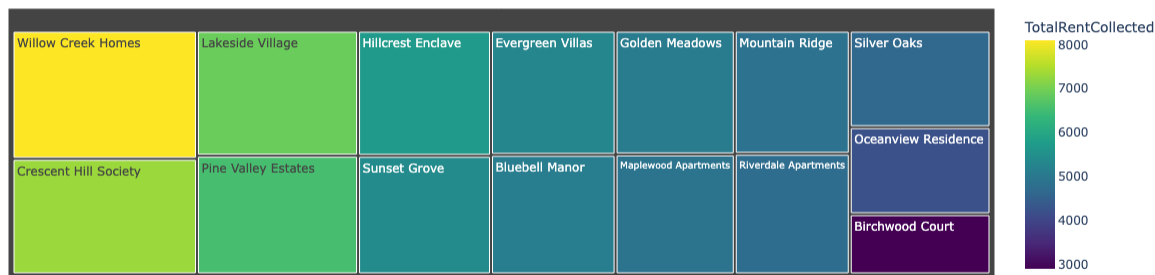 TotalRentCollected
Willow Creek Homes
Lakeside Village
Hillcrest Enclave
Evergreen Villas
Golden Meadows
Mountain Ridge
Silver Oaks
Oceanview Residence
Crescent Hill Society
Pine Valley Estates
Sunset Grove
Bluebell Manor
Maplewood Apartments
Riverdale Apartments
Birchwood Court
8000
7000
6000
5000
4000
3000